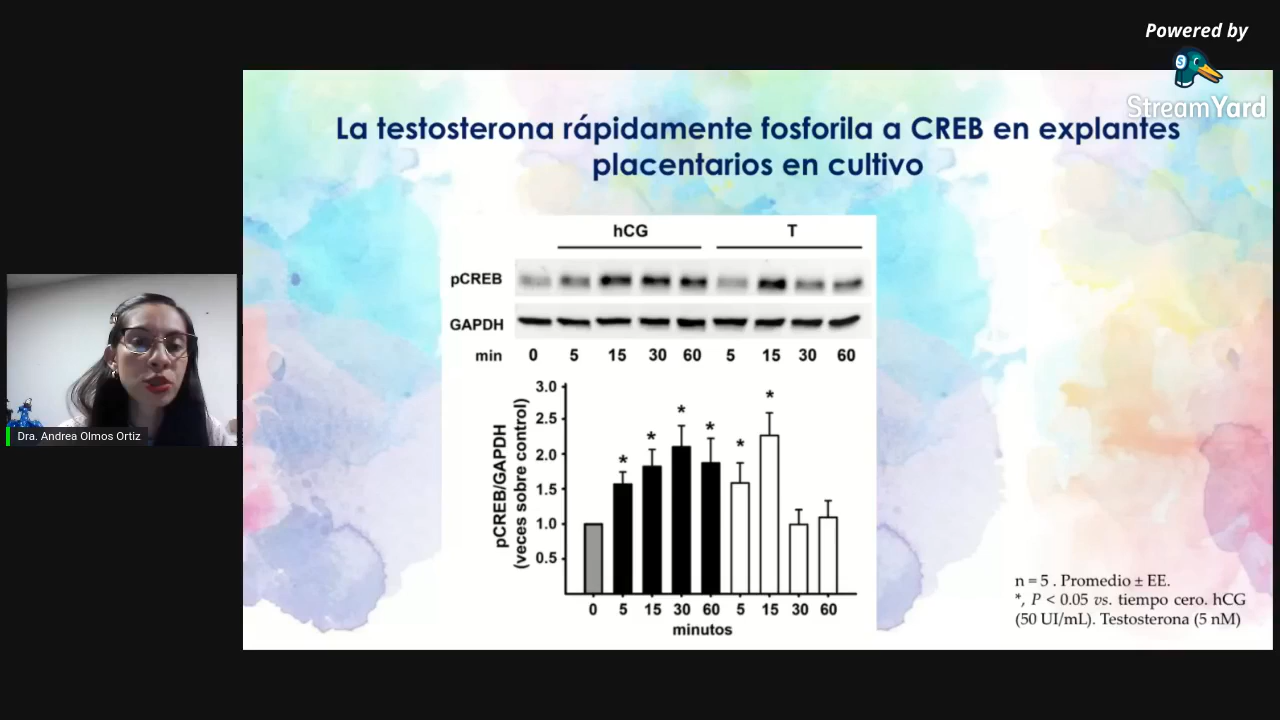 Powered by
StreamYard
La testosterona rápidamente fosforila a CREB en explantes
placentarios en cultivo
hCG T
pCREB
GAPDH
min 0 5 15 30 60 5 15 30 60
3.0
2.5
2.0
1.5
1.0
0.5
pCREB/GAPDH
(veces sobre control)
* * * * * *
0 5 15 30 60 5 15 30 60
minutos
n = 5 . Promedio ± EE.
*, P < 0.05 vs. tiempo cero. hCG
(50 UI/mL). Testosterona (5 nM)
Dra. Andrea Olmos Ortiz